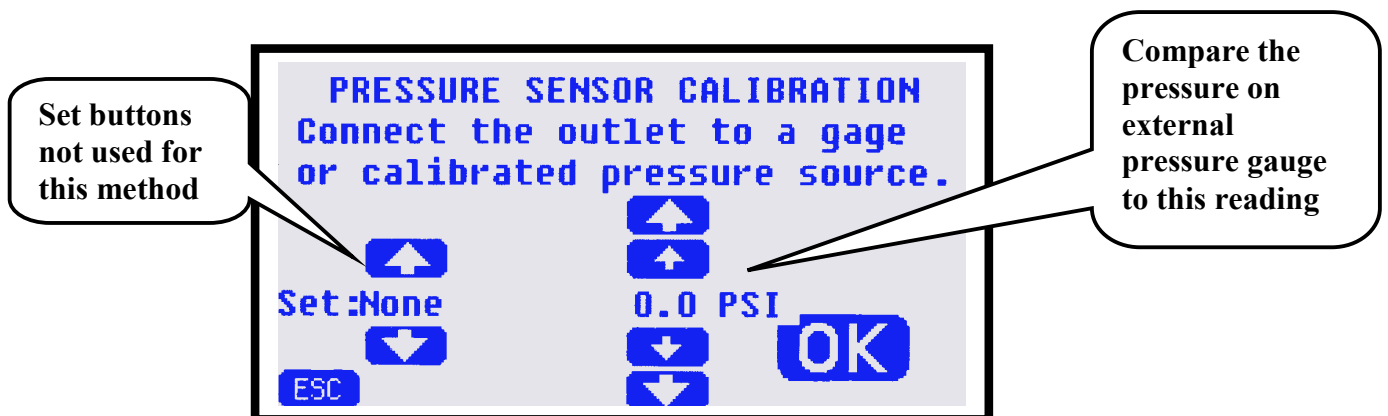 Set buttons
not used for
this method
PRESSURE SENSOR CALIBRATION
Connect the outlet to a gage
or calibrated pressure source.
Set:None
0.0 PSI
OK
ESC
Compare the
pressure on
external
pressure gauge
to this reading